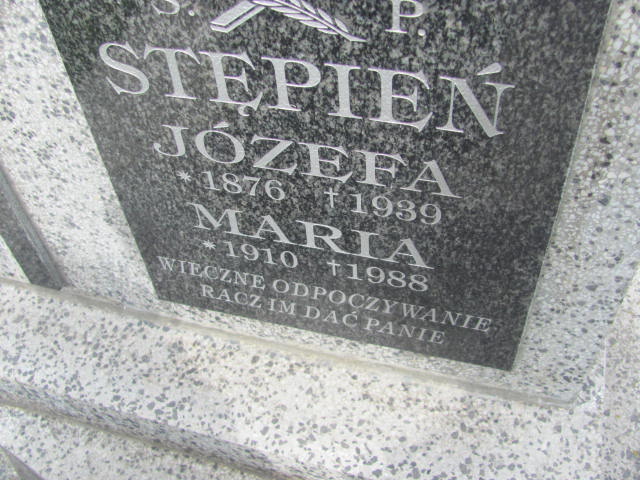 S. P.
STĘPIEŃ
JÓZEFA
* 1876 † 1939
MARIA
* 1910 † 1988
WIECZNE ODPOCZYWANIE
RACZ IM DAĆ PANIE